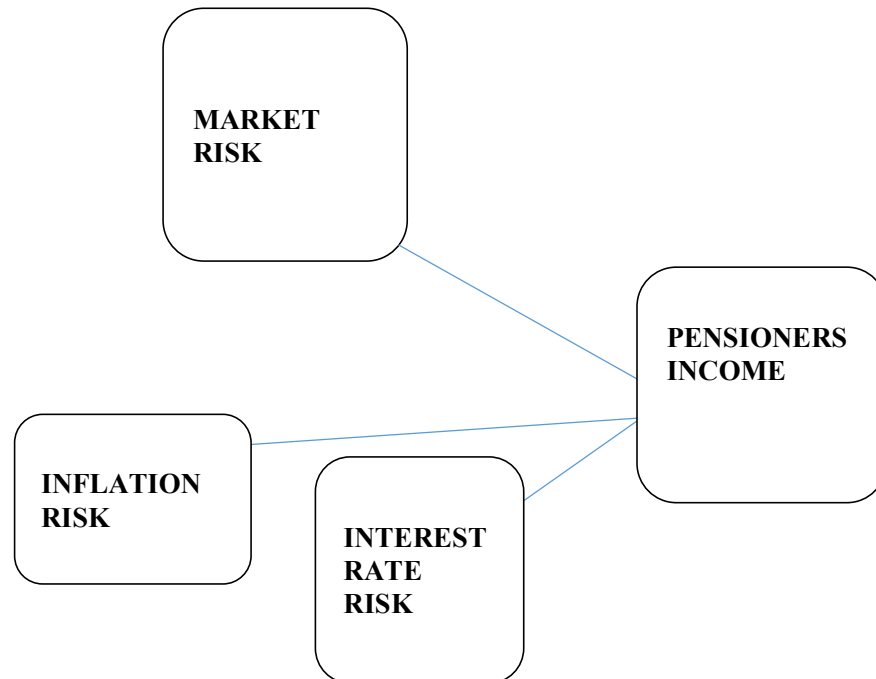 MARKET
RISK
PENSIONERS
INCOME
INFLATION
RISK
INTEREST
RATE
RISK